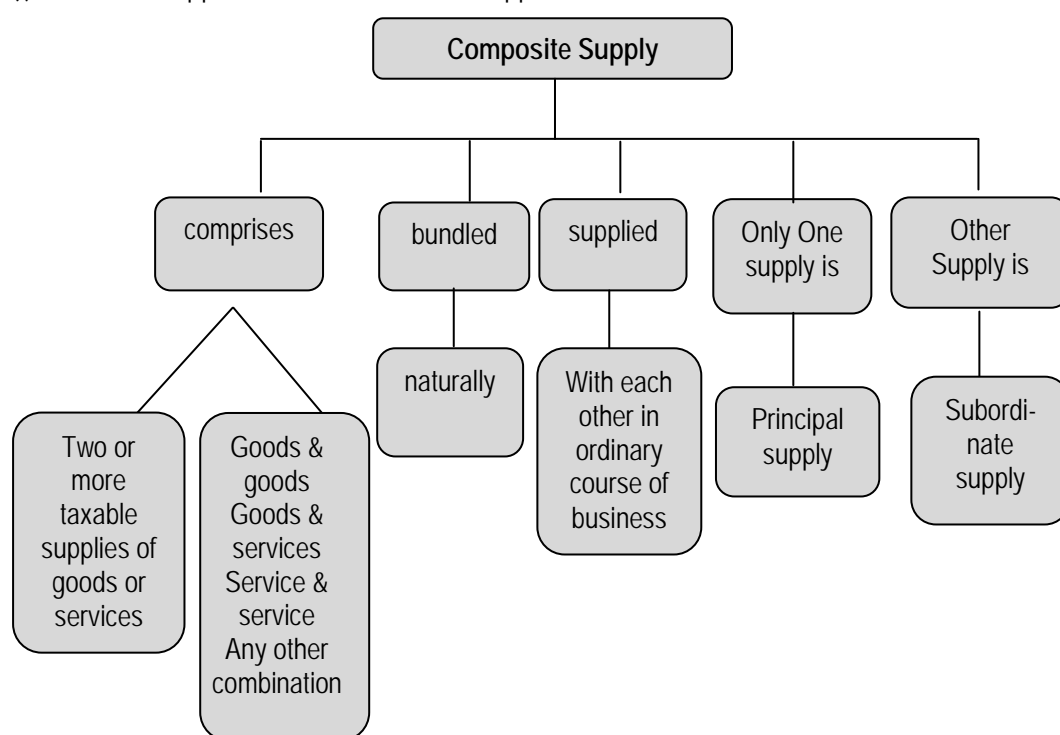 Composite Supply
comprises
bundled
supplied
Only One
supply is
Other
Supply is
naturally
With each
other in
ordinary
course of
business
Principal
supply
Subordi-
nate
supply
Two or
more
taxable
supplies of
goods or
services
Goods &
goods
Goods &
services
Service &
service
Any other
combination